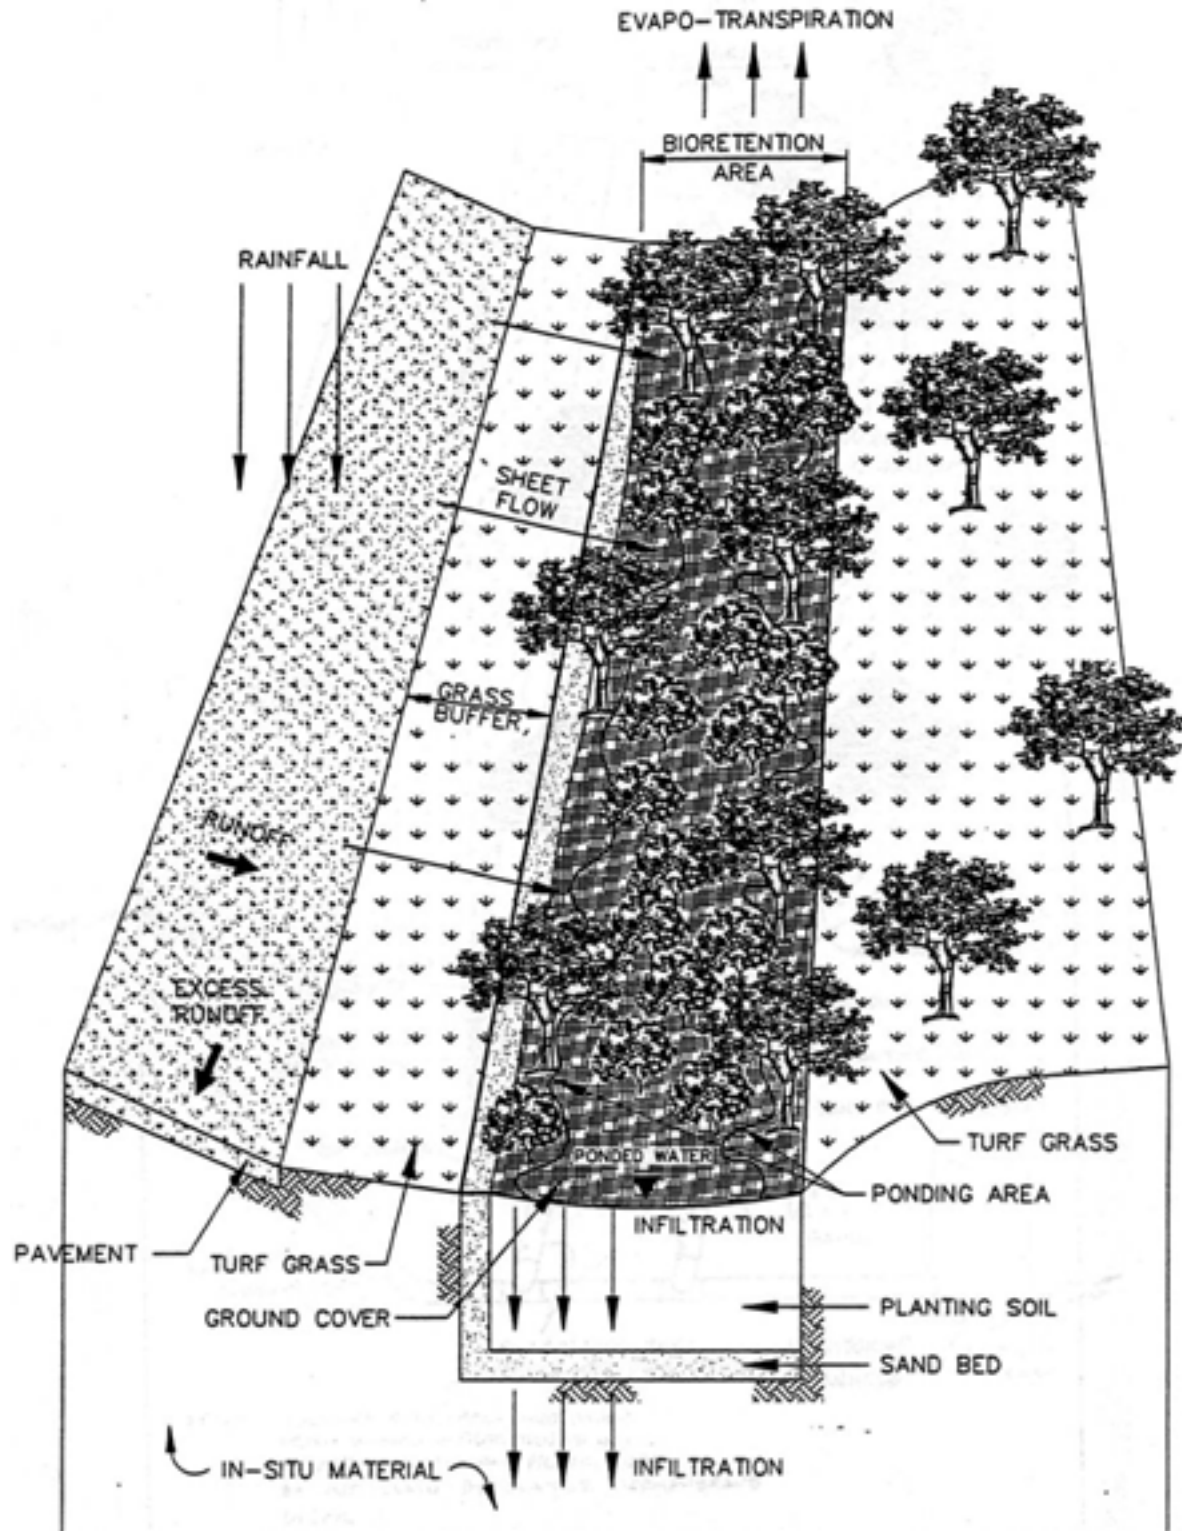 EVAPO-TRANSPIRATION
BIORETENTION
AREA
RAINFALL
SHEET
FLOW
GRASS
BUFFER
RUNOFF
EXCESS
RUNOFF
TURF GRASS
PONDED WATER
PONDING AREA
INFILTRATION
PAVEMENT
TURF GRASS
GROUND COVER
PLANTING SOIL
SAND BED
IN-SITU MATERIAL
INFILTRATION